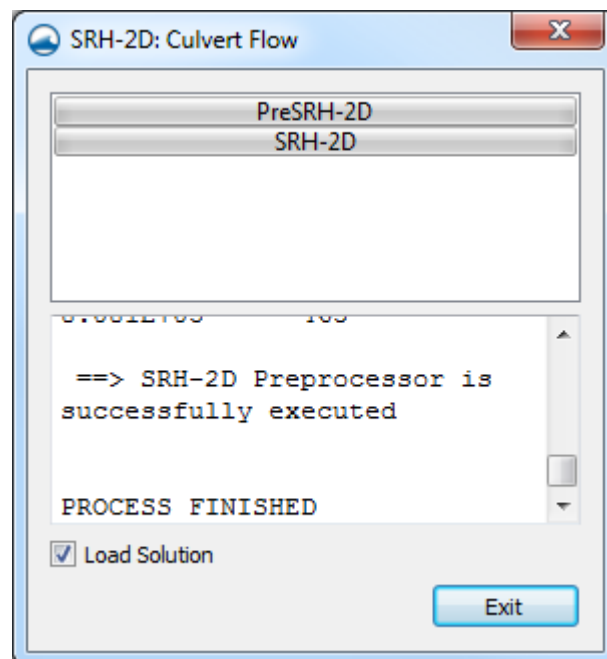 SRH-2D: Culvert Flow
PreSRH-2D
SRH-2D
==> SRH-2D Preprocessor is
successfully executed
PROCESS FINISHED
Load Solution
Exit